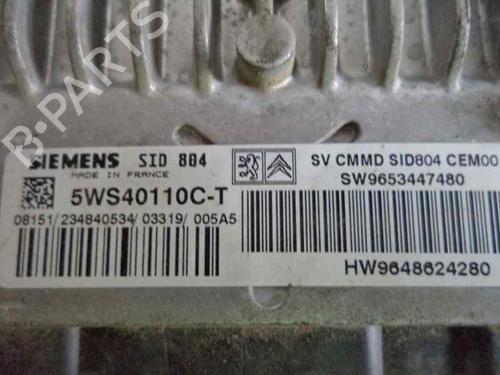 B-PARTS
SIEMENS SID 804
MADE IN FRANCE
5WS40110C-T
08151/234840534/03319/005A5
SV CMMD SID804 CEM00
SW9653447480
HW9648624280